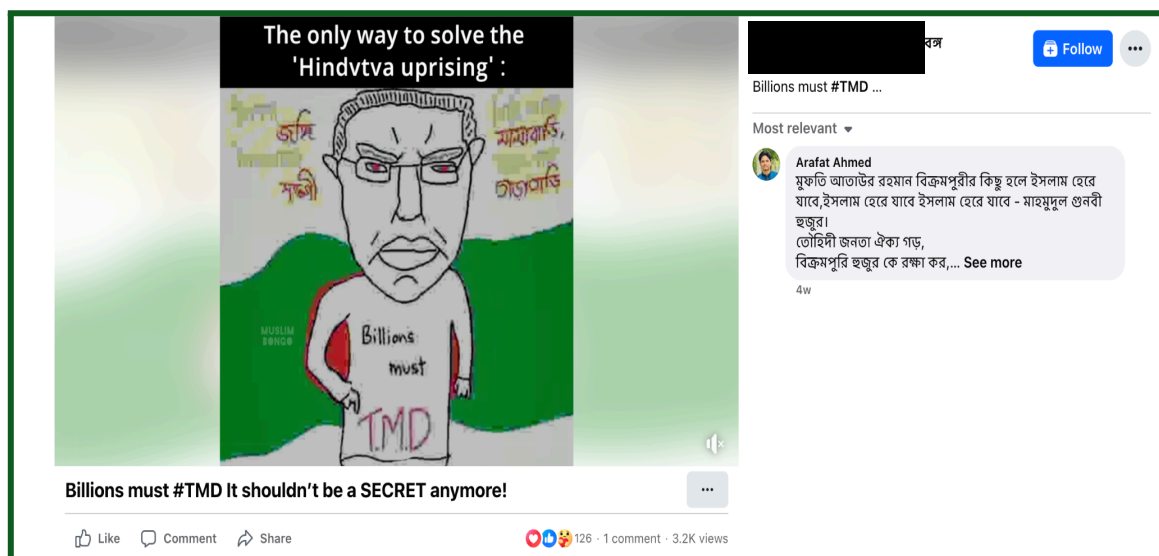 The only way to solve the
'Hindvtva uprising' :
জঙ্গি
সঙ্গী
মারামারি,
তাড়াতাড়ি
MUSLIM
SONGO
Billions
must
T.M.D
Billions must #TMD It shouldn't be a SECRET anymore!
Like Comment Share 126 · 1 comment · 3.2K views
বঙ্গ
Follow
Billions must #TMD ...
Most relevant
Arafat Ahmed
মুফতি আতাউর রহমান বিক্রমপুরীর কিছু হলে ইসলাম হেরে
যাবে,ইসলাম হেরে যাবে ইসলাম হেরে যাবে - মাহমুদুল গুনবী
হুজুর।
তৌহিদী জনতা ঐক্য গড়,
বিক্রমপুরি হুজুর কে রক্ষা কর,... See more
4w